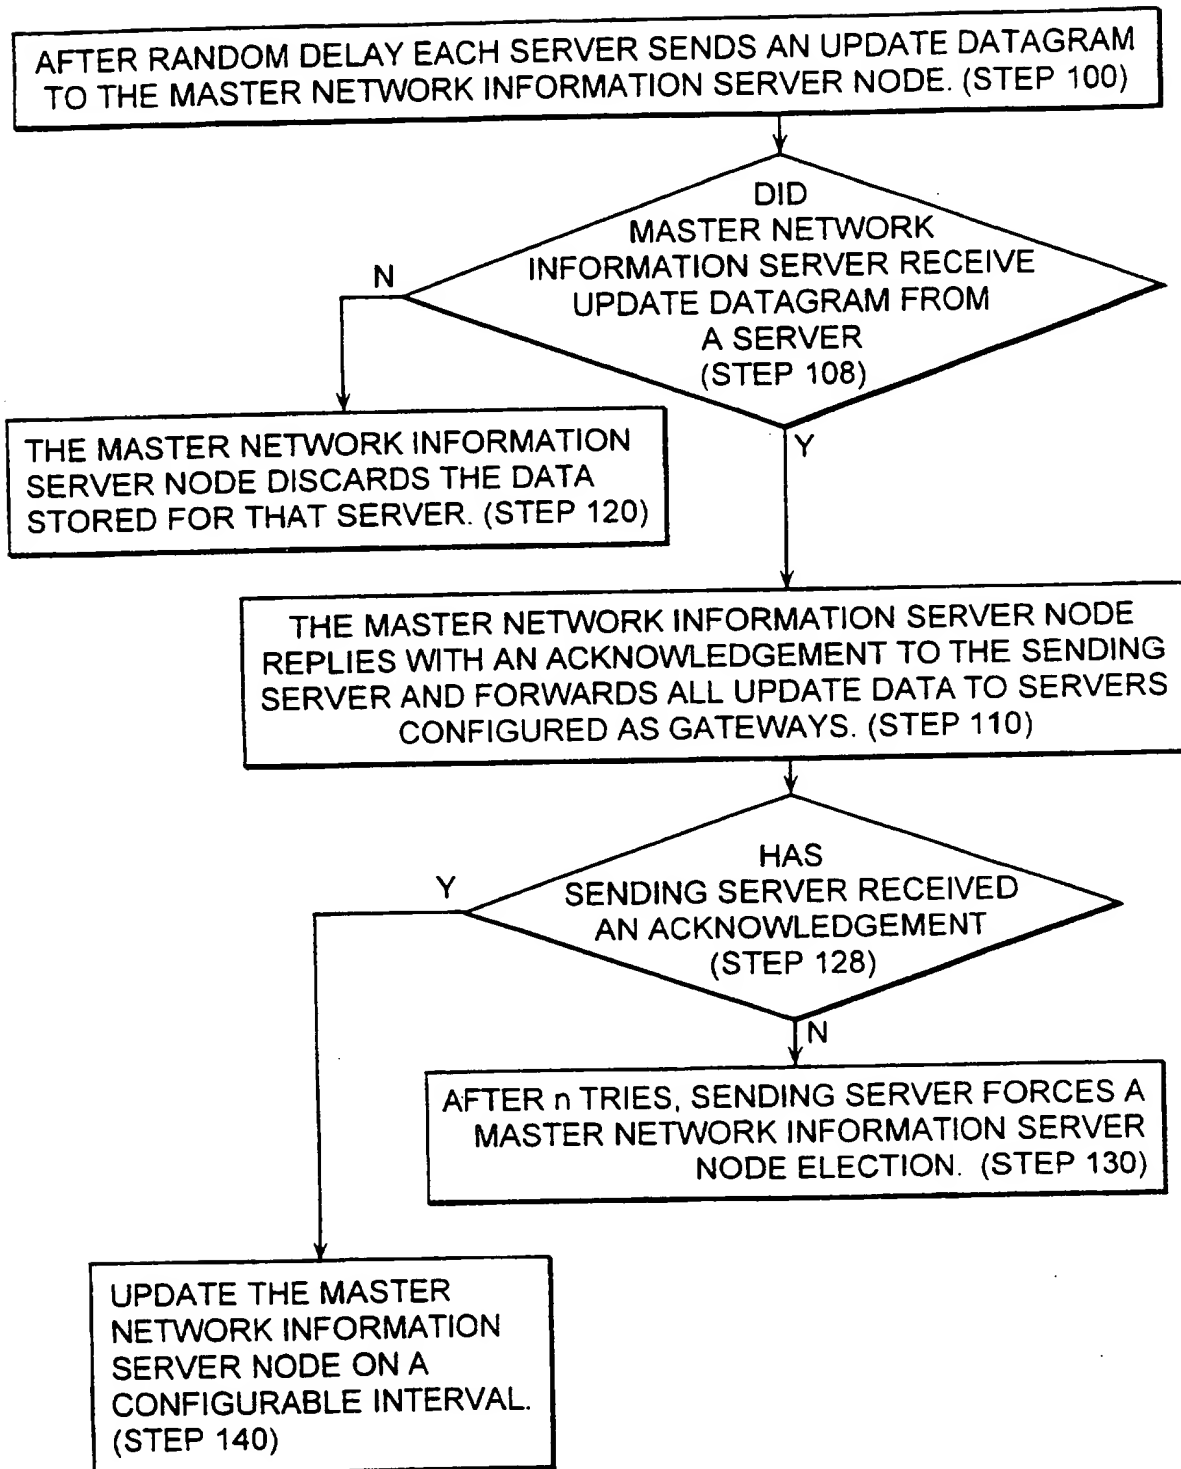 AFTER RANDOM DELAY EACH SERVER SENDS AN UPDATE DATAGRAM
TO THE MASTER NETWORK INFORMATION SERVER NODE. (STEP 100)
DID
MASTER NETWORK
INFORMATION SERVER RECEIVE
UPDATE DATAGRAM FROM
A SERVER
(STEP 108)
N
Y
THE MASTER NETWORK INFORMATION
SERVER NODE DISCARDS THE DATA
STORED FOR THAT SERVER. (STEP 120)
THE MASTER NETWORK INFORMATION SERVER NODE
REPLIES WITH AN ACKNOWLEDGEMENT TO THE SENDING
SERVER AND FORWARDS ALL UPDATE DATA TO SERVERS
CONFIGURED AS GATEWAYS. (STEP 110)
HAS
SENDING SERVER RECEIVED
AN ACKNOWLEDGEMENT
(STEP 128)
Y
N
AFTER n TRIES, SENDING SERVER FORCES A
MASTER NETWORK INFORMATION SERVER
NODE ELECTION. (STEP 130)
UPDATE THE MASTER
NETWORK INFORMATION
SERVER NODE ON A
CONFIGURABLE INTERVAL.
(STEP 140)